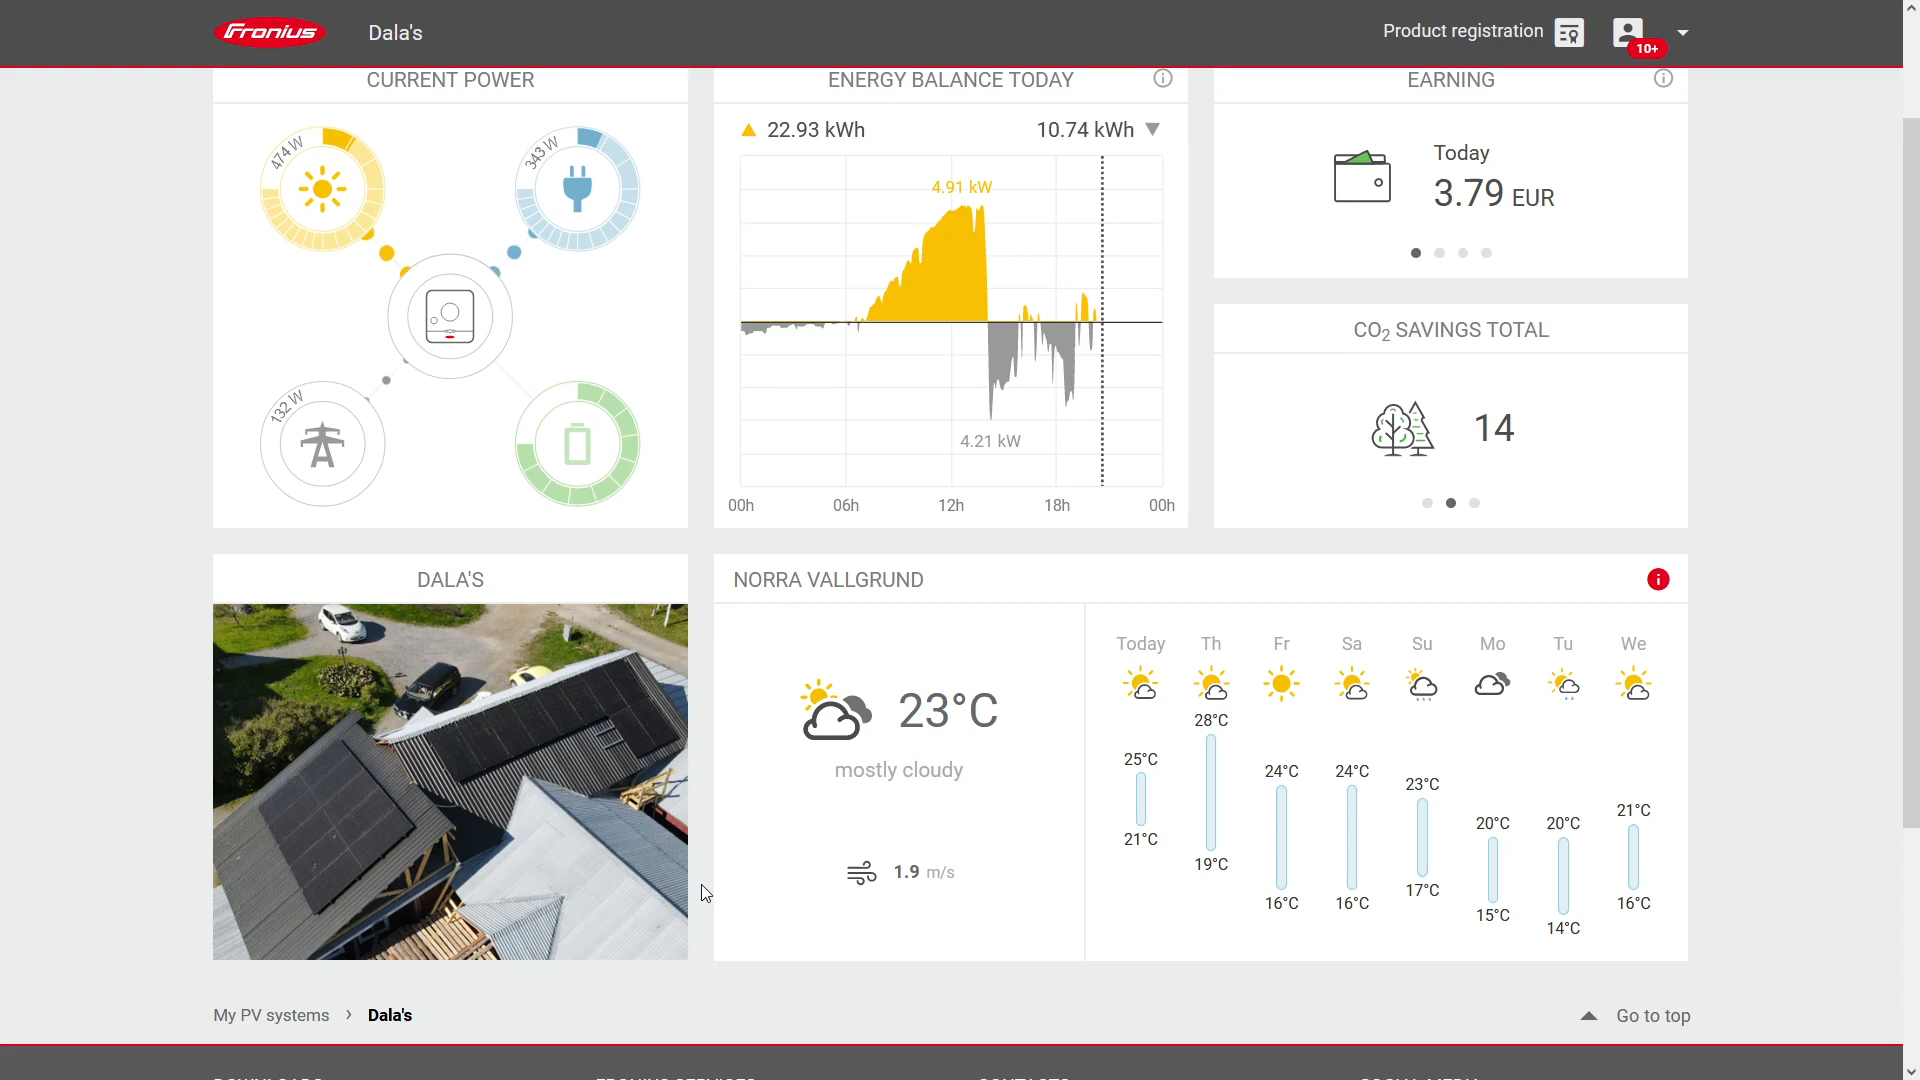 Fronius
Dala's
Product registration
10+
CURRENT POWER
474 W
343 W
132 W
ENERGY BALANCE TODAY
22.93 kWh
10.74 kWh
4.91 kW
4.21 kW
00h 06h 12h 18h 00h
EARNING
Today
3.79 EUR
CO2 SAVINGS TOTAL
14
DALA'S
NORRA VALLGRUND
23°C
mostly cloudy
1.9 m/s
Today Th Fr Sa Su Mo Tu We
25°C 28°C 24°C 24°C 23°C 20°C 20°C 21°C
21°C 19°C 16°C 16°C 17°C 15°C 14°C 16°C
My PV systems › Dala's
Go to top